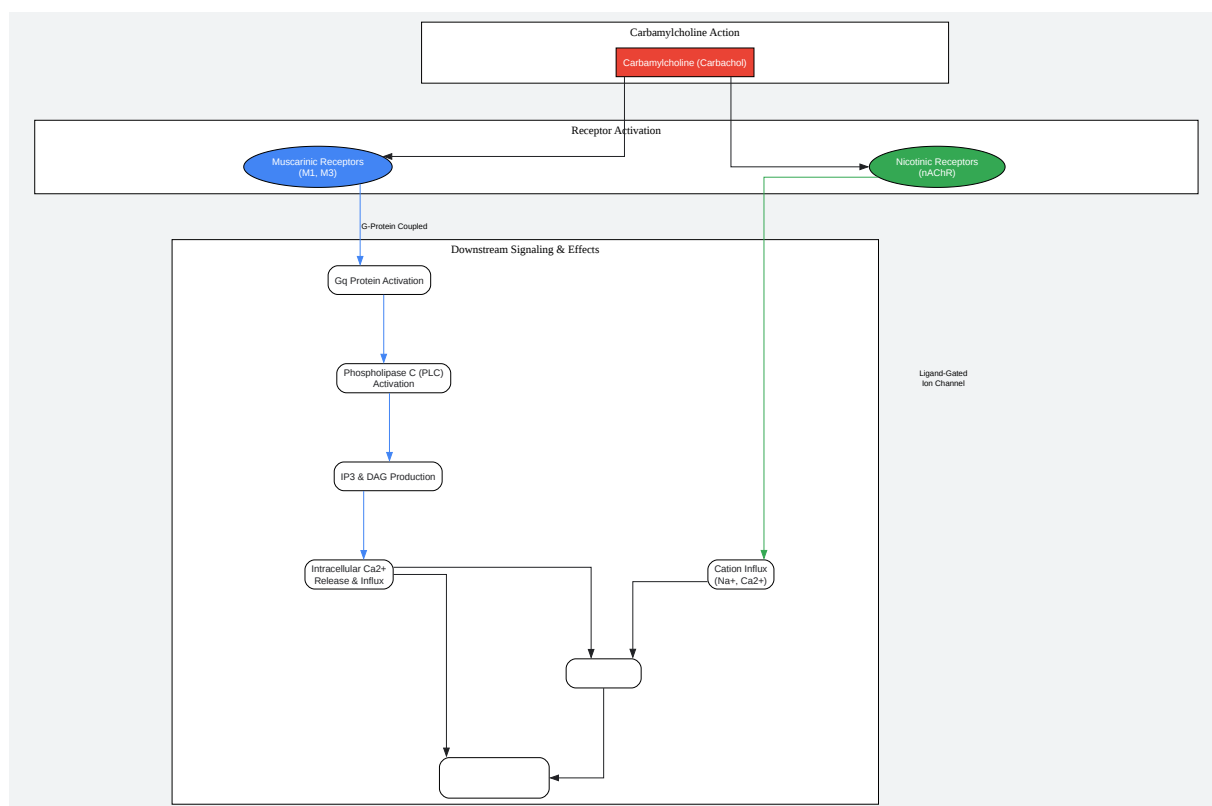 Carbamylcholine Action
Carbamylcholine (Carbachol)
Receptor Activation
Muscarinic Receptors
(M1, M3)
Nicotinic Receptors
(nAChR)
G-Protein Coupled
Downstream Signaling & Effects
Gq Protein Activation
Phospholipase C (PLC)
Activation
Ligand-Gated
Ion Channel
IP3 & DAG Production
Intracellular Ca2+
Release & Influx
Cation Influx
(Na+, Ca2+)